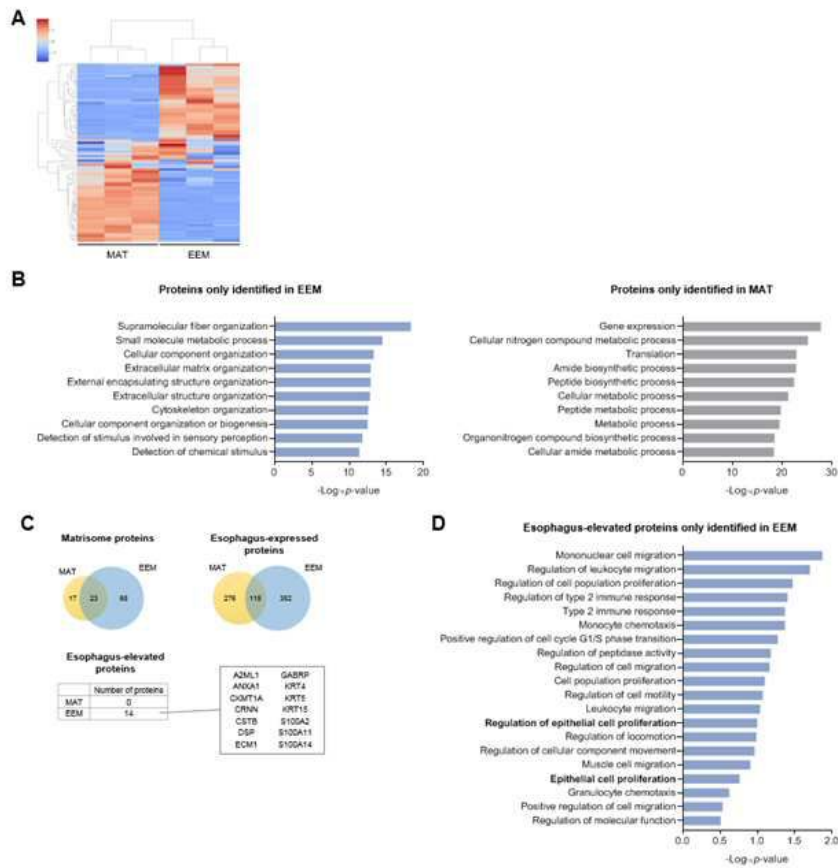 A
MAT
EEM
B
Proteins only identified in EEM
Supramolecular fiber organization
Small molecule metabolic process
Cellular component organization
Extracellular matrix organization
External encapsulating structure organization
Extracellular structure organization
Cytoskeleton organization
Cellular component organization or biogenesis
Detection of stimulus involved in sensory perception
Detection of chemical stimulus
0 5 10 15 20
-Log p-value
Proteins only identified in MAT
Gene expression
Cellular nitrogen compound metabolic process
Translation
Amide biosynthetic process
Peptide biosynthetic process
Cellular metabolic process
Peptide metabolic process
Metabolic process
Organonitrogen compound biosynthetic process
Cellular amide metabolic process
0 10 20 30
-Log p-value
C
Matrisome proteins
MAT
EEM
17
23
Esophagus-expressed
proteins
MAT
EEM
276
Esophagus-elevated
proteins
Number of proteins
MAT 0
EEM 14
A2ML1 GABRP
ANXA1 KRT4
CKMT1A KRT5
CRNN KRT15
CSTB S100A2
DSP S100A11
ECM1 S100A14
D
Esophagus-elevated proteins only identified in EEM
Mononuclear cell migration
Regulation of leukocyte migration
Regulation of cell population proliferation
Regulation of type 2 immune response
Type 2 immune response
Monocyte chemotaxis
Positive regulation of cell cycle G1/S phase transition
Regulation of peptidase activity
Regulation of cell migration
Cell population proliferation
Regulation of cell motility
Leukocyte migration
Regulation of epithelial cell proliferation
Regulation of locomotion
Regulation of cellular component movement
Muscle cell migration
Epithelial cell proliferation
Granulocyte chemotaxis
Positive regulation of cell migration
Regulation of molecular function
0.0 0.5 1.0 1.5 2.0
-Log p-value